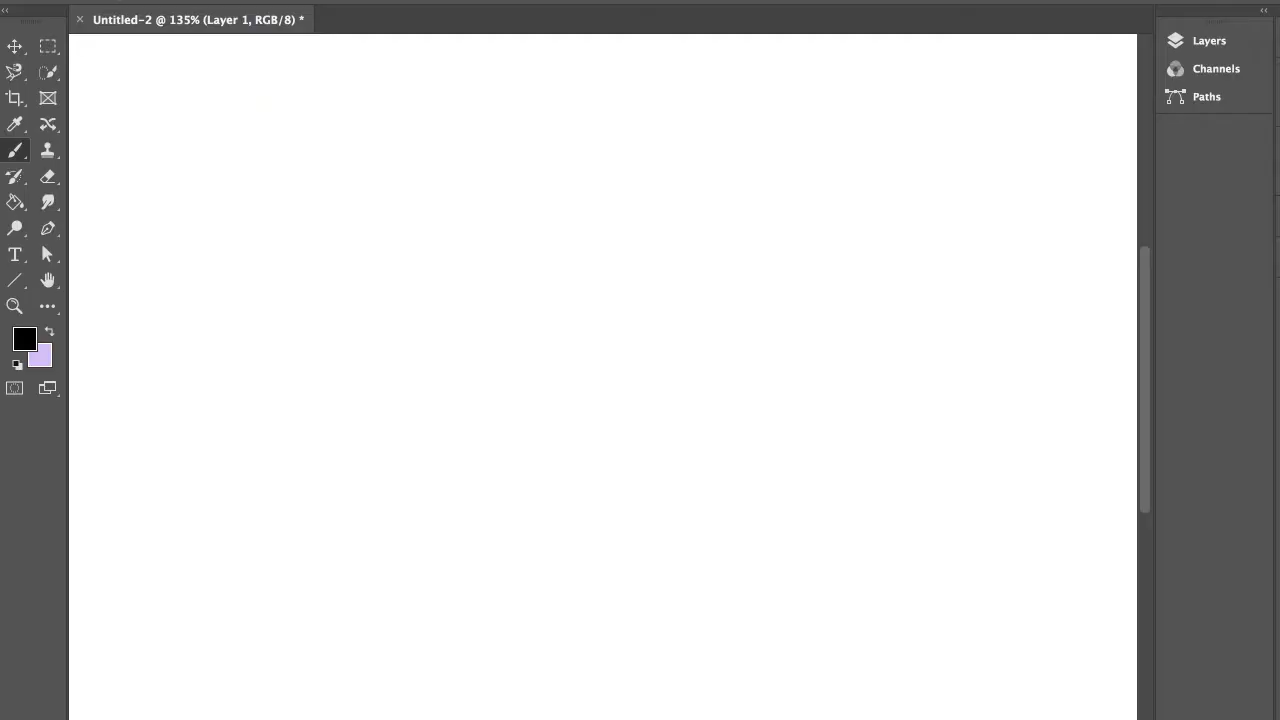 Untitled-2 @ 135% (Layer 1, RGB/8) *
Layers
Channels
Paths